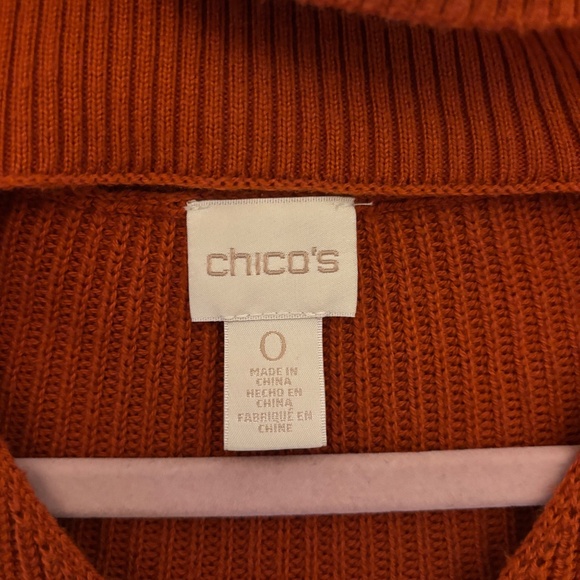 chico's
0
MADE IN
CHINA
HECHO EN
CHINA
FABRIQUÉ EN
CHINE